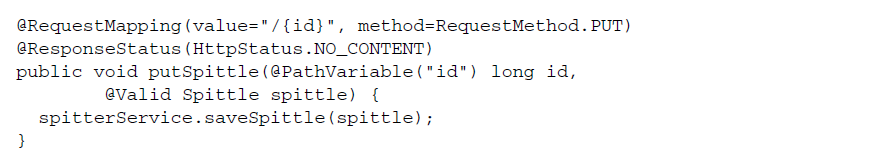 @RequestMapping(value="/{id}", method=RequestMethod.PUT)
@ResponseStatus(HttpStatus.NO_CONTENT)
public void putSpittle(@PathVariable("id") long id,
        @Valid Spittle spittle) {
  spitterService.saveSpittle(spittle);
}